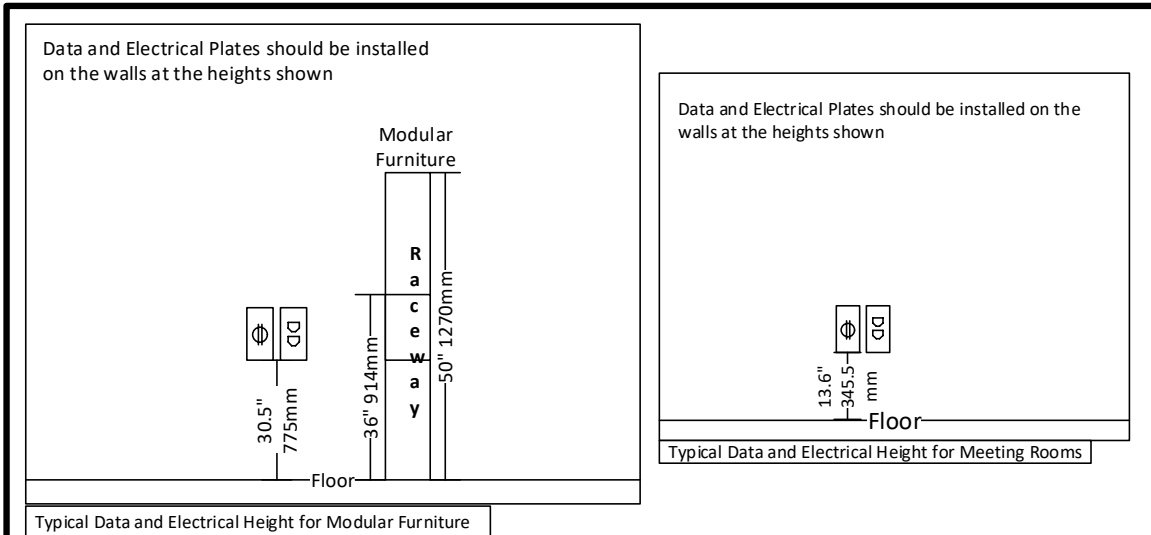 Data and Electrical Plates should be installed
on the walls at the heights shown
Modular
Furniture
Raceway
50" 1270mm
36" 914mm
30.5"
775mm
DD
Floor
Typical Data and Electrical Height for Modular Furniture
Data and Electrical Plates should be installed on the
walls at the heights shown
DD
13.6"
345.5
mm
Floor
Typical Data and Electrical Height for Meeting Rooms